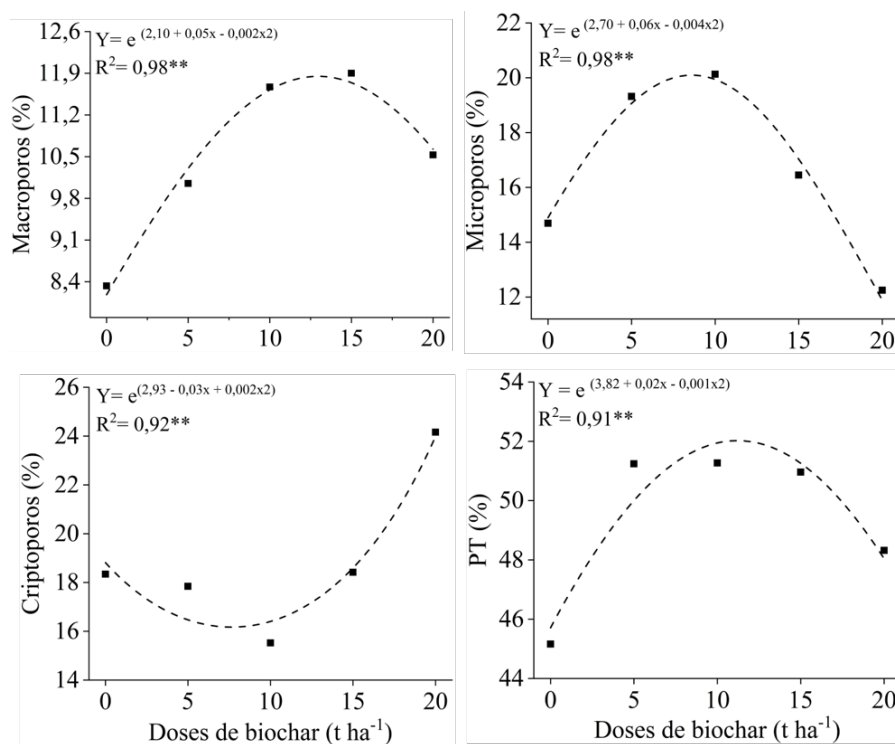 Y= e (2,10 + 0,05x - 0,002x2)
R2= 0,98**
12,6
11,9
11,2
10,5
9,8
9,1
8,4
Macroporos (%)
0 5 10 15 20
Y= e (2,70 + 0,06x - 0,004x2)
R2= 0,98**
22
20
18
16
14
12
Microporos (%)
0 5 10 15 20
Y= e(2,93 - 0,03x + 0,002x2)
R2= 0,92**
26
24
22
20
18
16
14
Criptoporos (%)
0 5 10 15 20
Doses de biochar (t ha-1)
Y= e (3,82 + 0,02x - 0,001x2)
R2= 0,91**
54
52
50
48
46
44
PT (%)
0 5 10 15 20
Doses de biochar (t ha-1)